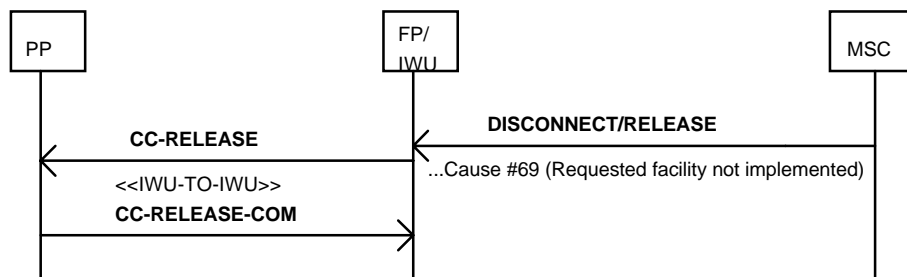 PP
FP/
IWU
MSC
DISCONNECT/RELEASE
CC-RELEASE
...Cause #69 (Requested facility not implemented)
<<IWU-TO-IWU>>
CC-RELEASE-COM